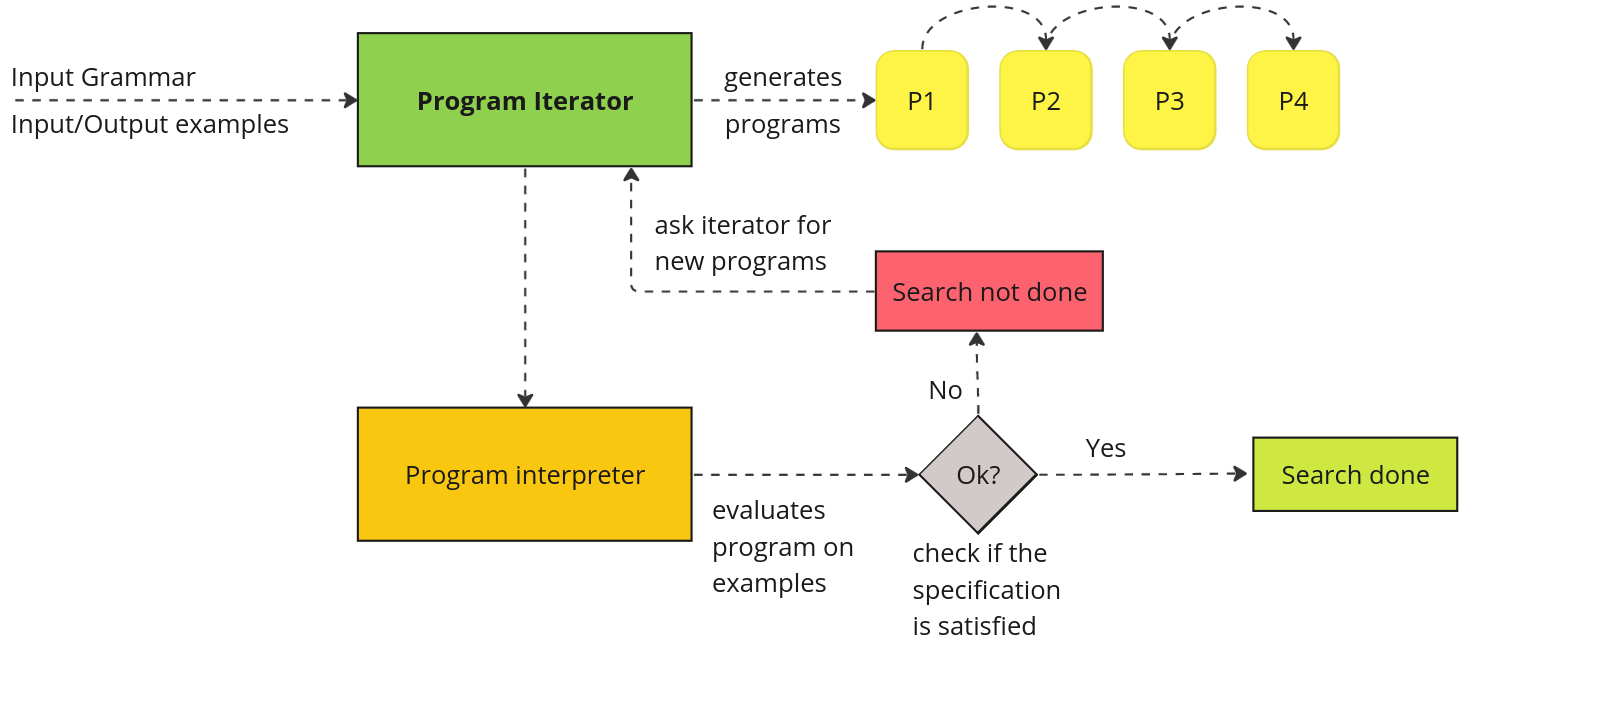 Input Grammar
Input/Output examples
Program Iterator
generates
programs
P1
P2
P3
P4
ask iterator for
new programs
Search not done
No
Program interpreter
evaluates
program on
examples
Ok?
Yes
Search done
check if the
specification
is satisfied